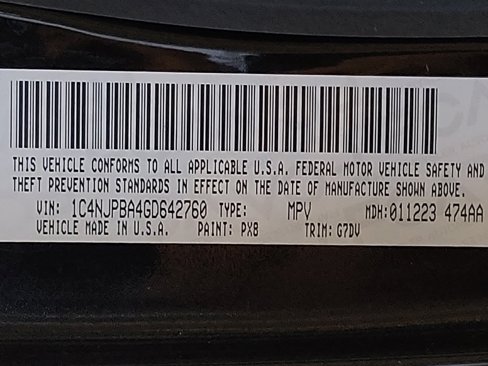 THIS VEHICLE CONFORMS TO ALL APPLICABLE U.S.A. FEDERAL MOTOR VEHICLE SAFETY AND
THEFT PREVENTION STANDARDS IN EFFECT ON THE DATE OF MANUFACTURE SHOWN ABOVE.
VIN: 1C4NJPBA4GD642760 TYPE: MPV MDH:011223 474AA
VEHICLE MADE IN U.S.A. PAINT: PX8 TRIM: G7DV